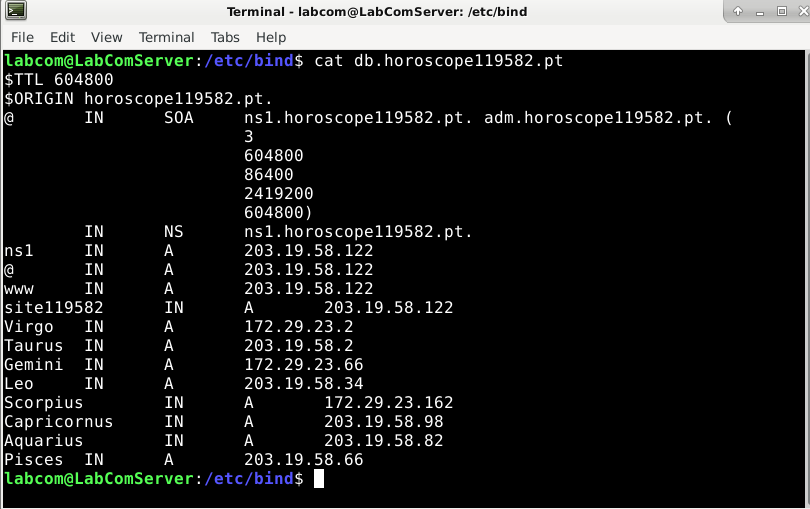 Terminal - labcom@LabComServer: /etc/bind
File Edit View Terminal Tabs Help
labcom@LabComServer:/etc/bind$ cat db.horoscope119582.pt
$TTL 604800
$ORIGIN horoscope119582.pt.
@ IN SOA ns1.horoscope119582.pt. adm.horoscope119582.pt. (
3
604800
86400
2419200
604800)
IN NS ns1.horoscope119582.pt.
ns1 IN A 203.19.58.122
@ IN A 203.19.58.122
www IN A 203.19.58.122
site119582 IN A 203.19.58.122
Virgo IN A 172.29.23.2
Taurus IN A 203.19.58.2
Gemini IN A 172.29.23.66
Leo IN A 203.19.58.34
Scorpius IN A 172.29.23.162
Capricornus IN A 203.19.58.98
Aquarius IN A 203.19.58.82
Pisces IN A 203.19.58.66
labcom@LabComServer:/etc/bind$